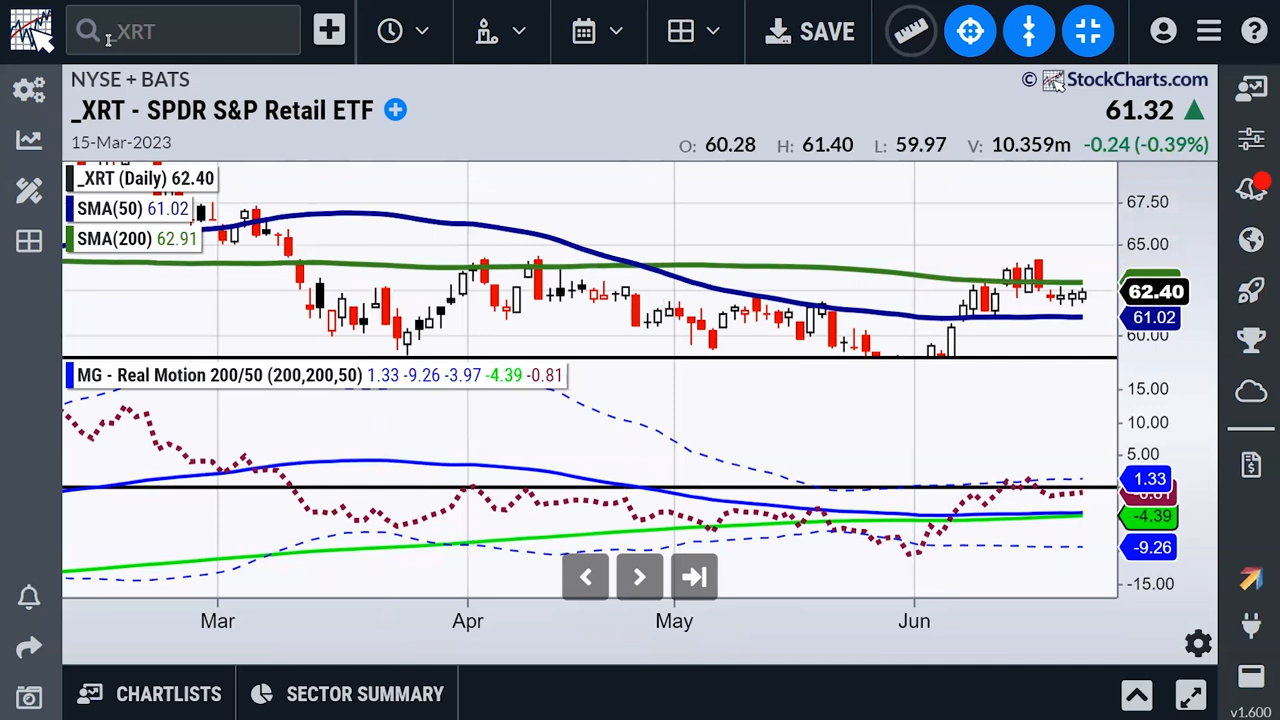 _XRT
SAVE
NYSE + BATS
© StockCharts.com
_XRT - SPDR S&P Retail ETF
61.32
15-Mar-2023
O: 60.28 H: 61.40 L: 59.97 V: 10.359m -0.24 (-0.39%)
_XRT (Daily) 62.40
SMA(50) 61.02
SMA(200) 62.91
67.50
65.00
62.40
61.02
60.00
MG - Real Motion 200/50 (200,200,50) 1.33 -9.26 -3.97 -4.39 -0.81
15.00
10.00
5.00
1.33
-0.81
-4.39
-9.26
-15.00
Mar Apr May Jun
CHARTLISTS
SECTOR SUMMARY
v1.600